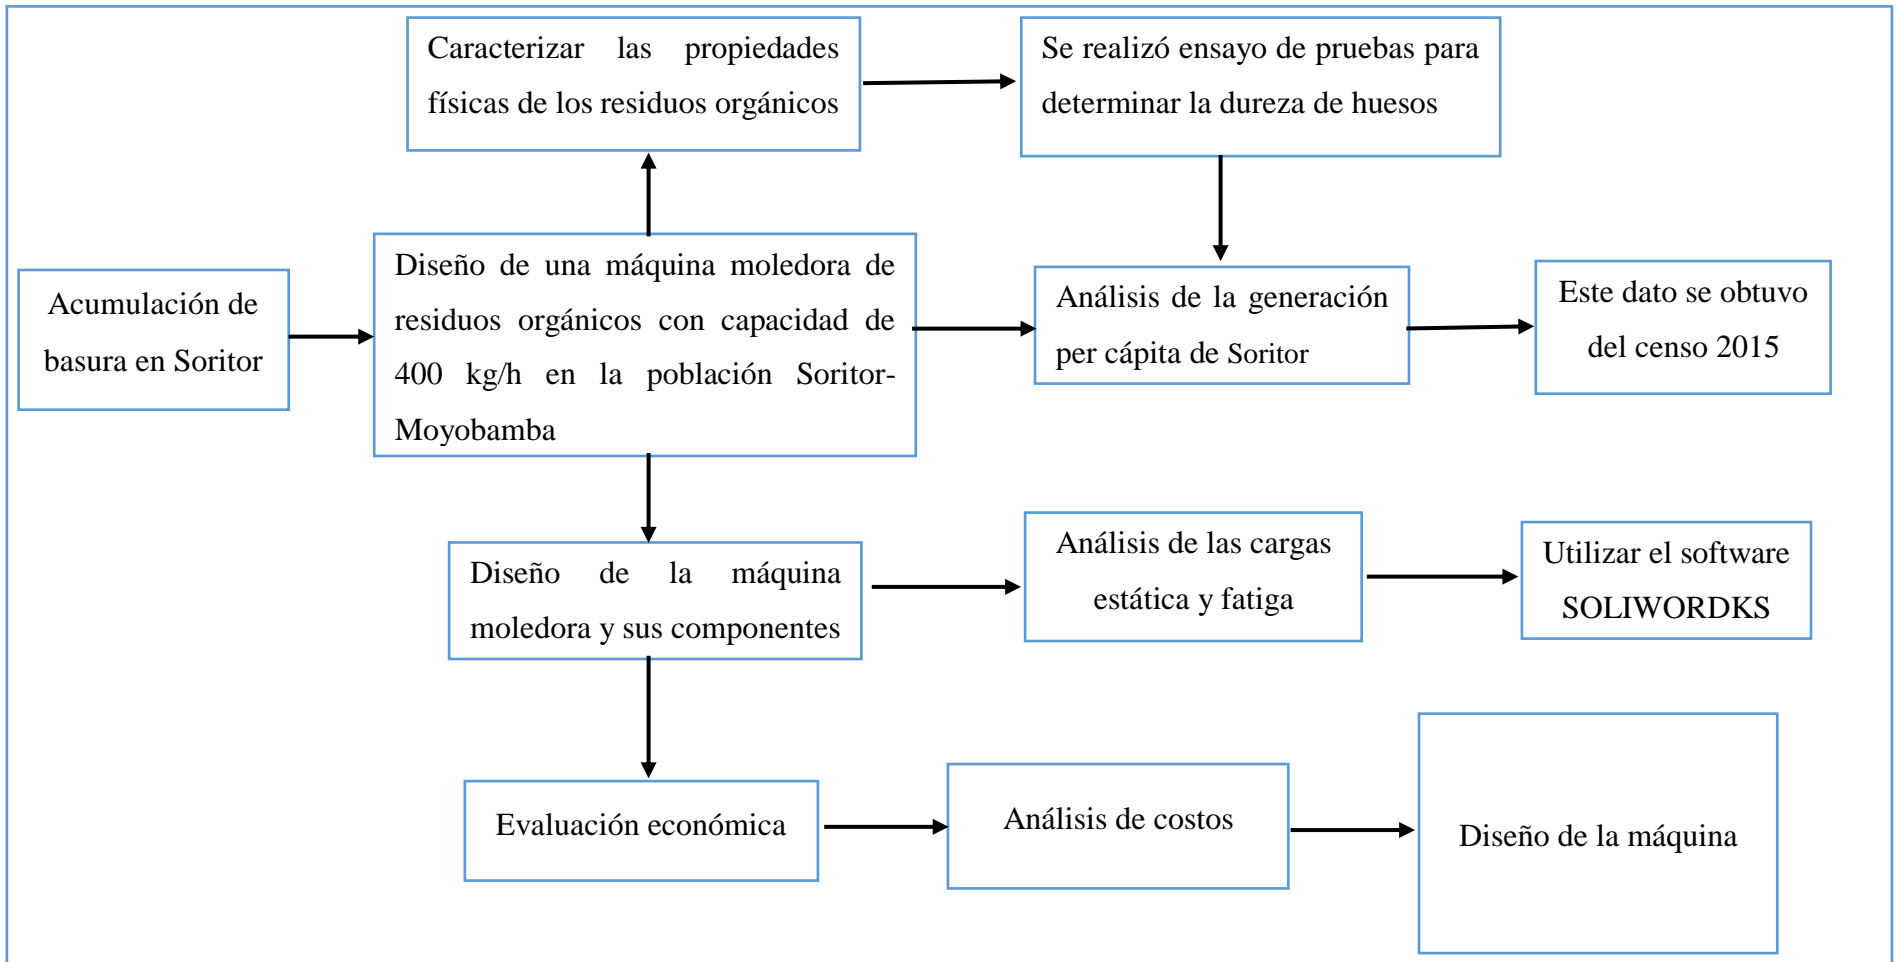 Caracterizar las propiedades
físicas de los residuos orgánicos
Se realizó ensayo de pruebas para
determinar la dureza de huesos
Acumulación de
basura en Soritor
Diseño de una máquina moledora de
residuos orgánicos con capacidad de
400 kg/h en la población Soritor-
Moyobamba
Análisis de la generación
per cápita de Soritor
Este dato se obtuvo
del censo 2015
Diseño de la máquina
moledora y sus componentes
Análisis de las cargas
estática y fatiga
Utilizar el software
SOLIWORDKS
Evaluación económica
Análisis de costos
Diseño de la máquina